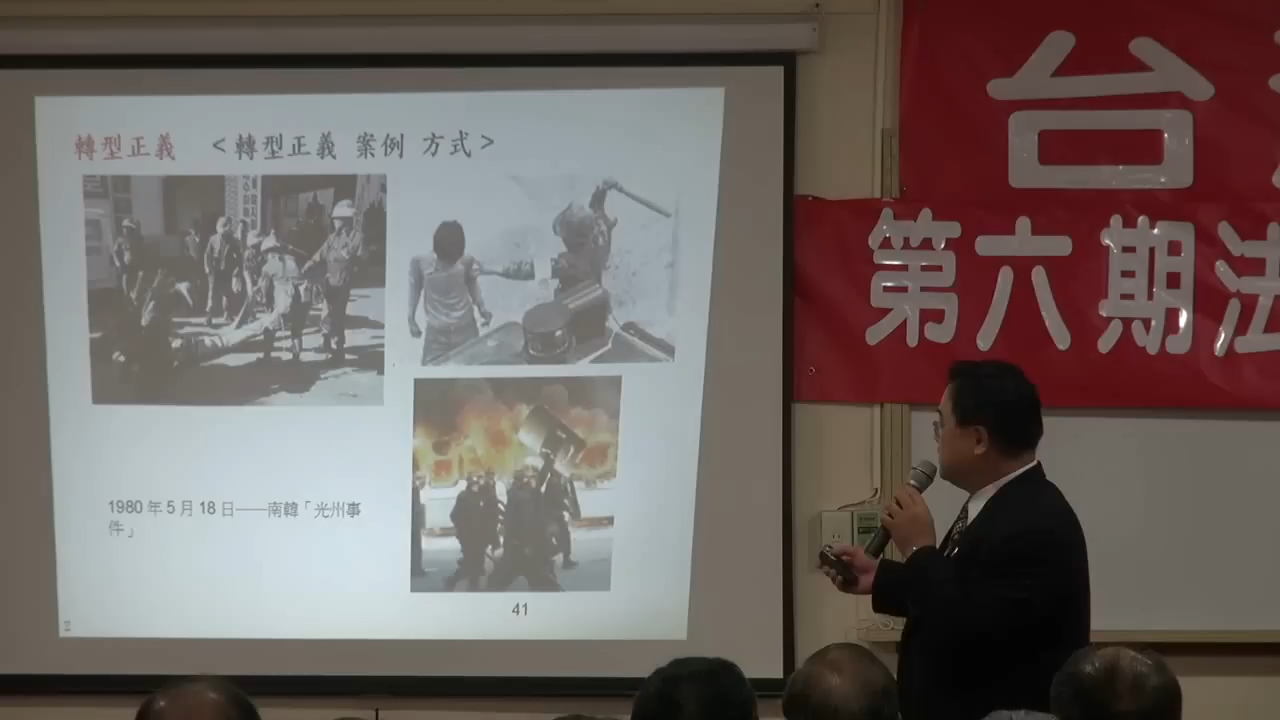 轉型正義 <轉型正義 案例 方式>
1980 年 5 月 18 日——南韓「光州事
件」
41
台
第六期法